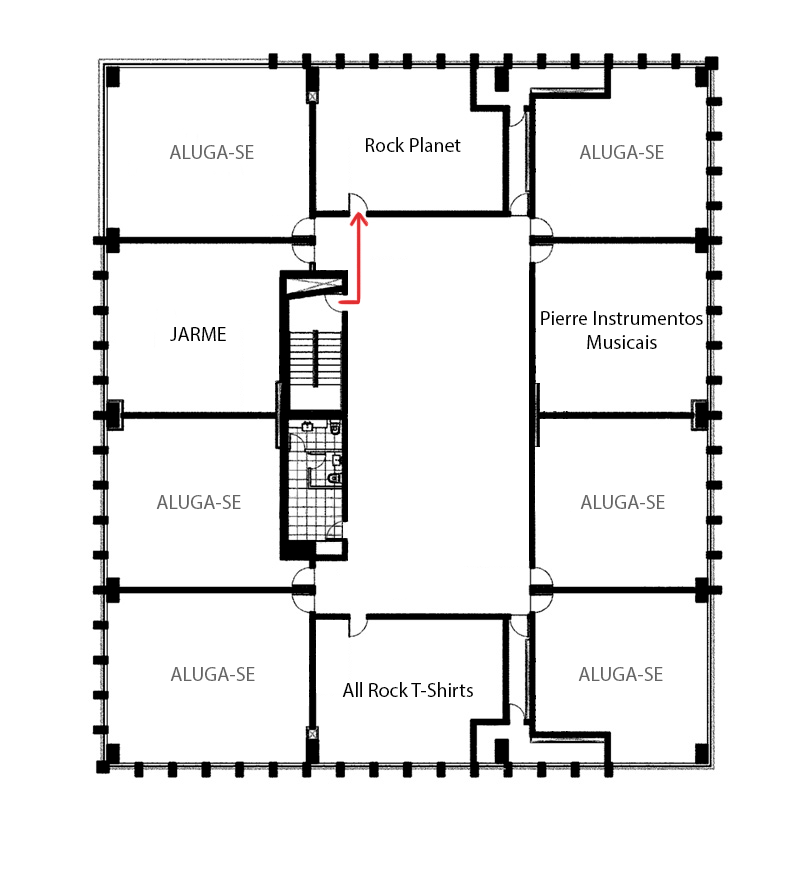 ALUGA-SE
Rock Planet
ALUGA-SE
JARME
Pierre Instrumentos
Musicais
ALUGA-SE
ALUGA-SE
ALUGA-SE
All Rock T-Shirts
ALUGA-SE